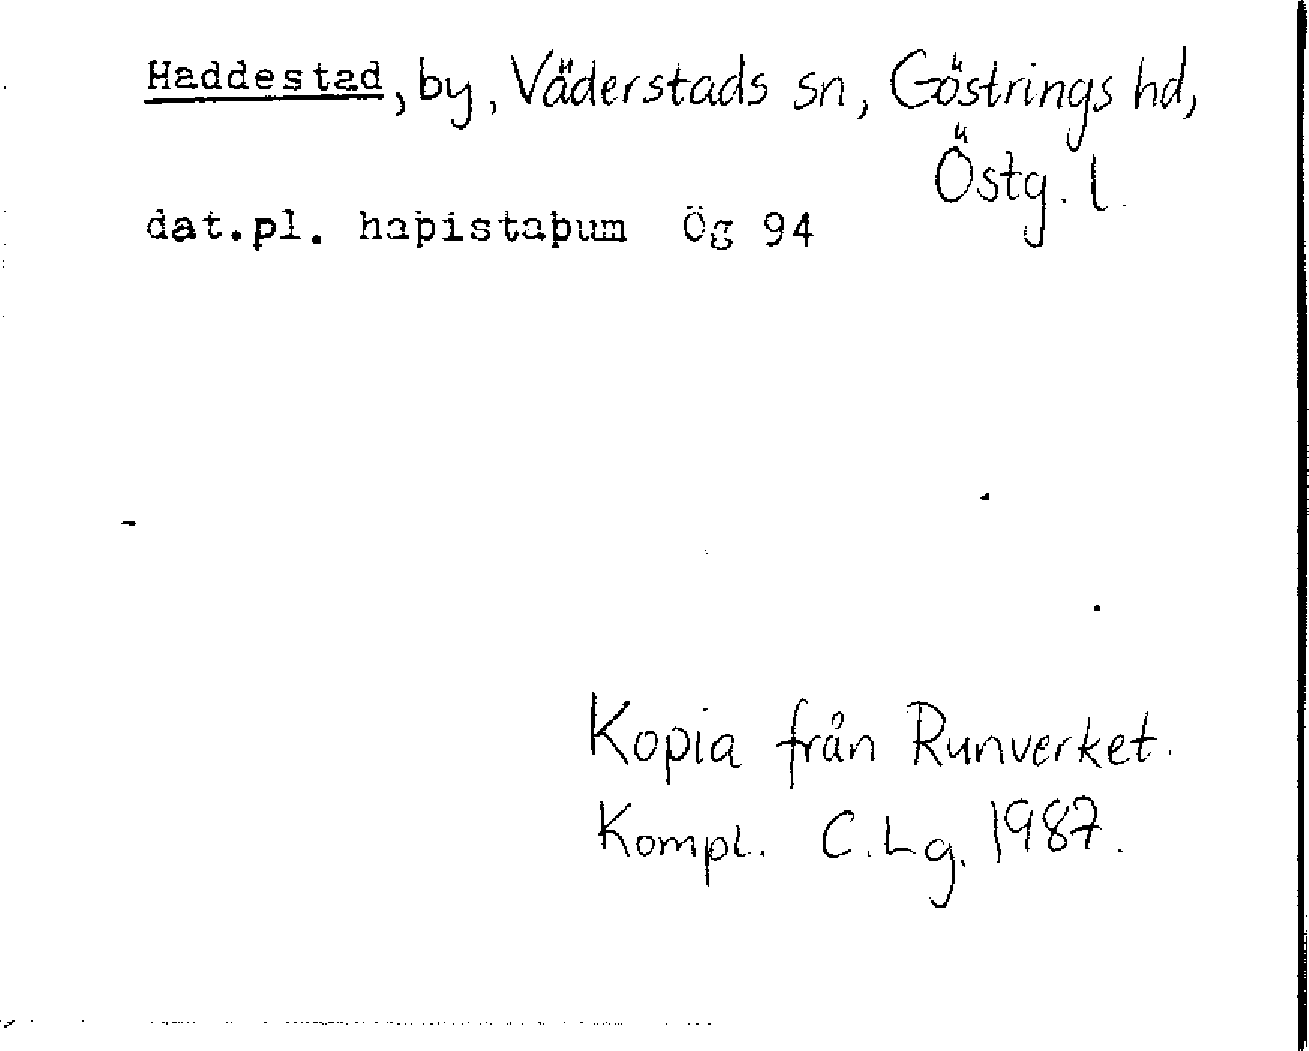 Haddestad, by, Väderstads sn, Göstrings hd,
Östg. l.
dat.pl. haþistaþum Ög 94
Kopia från Runverket.
Kompl. C.Lg. 1987.